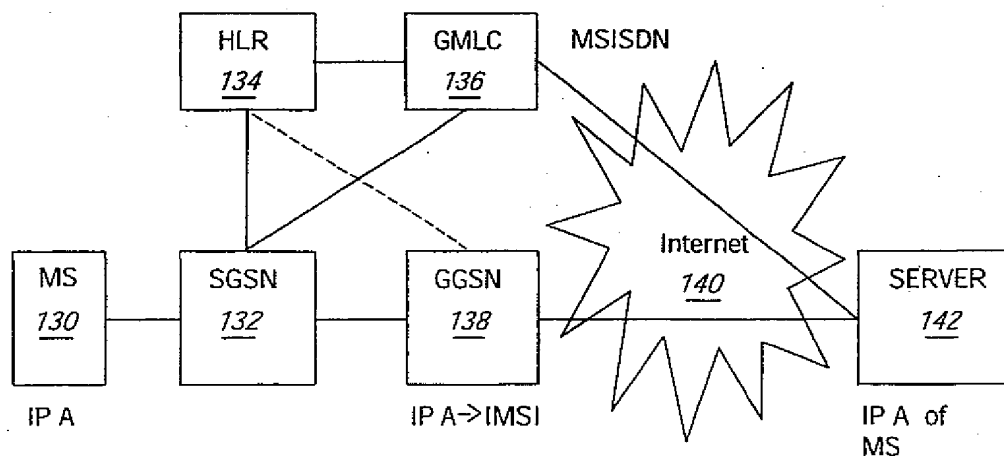 HLR
134
GMLC
136
MSISDN
MS
130
SGSN
132
GGSN
138
Internet
140
SERVER
142
IP A
IP A->IMSI
IP A of
MS